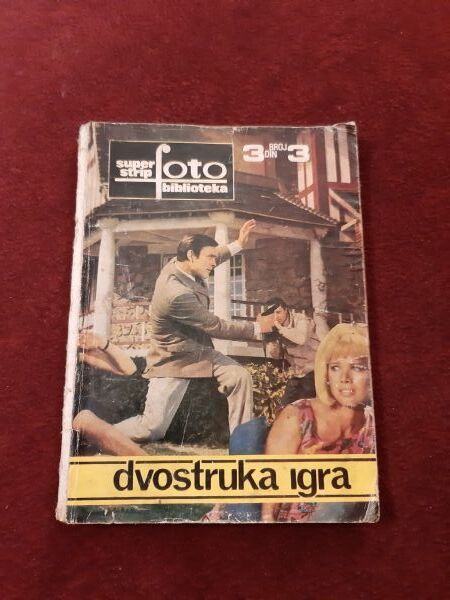 super
strip
foto
biblioteka
3 BROJ
DIN 3
dvostruka igra